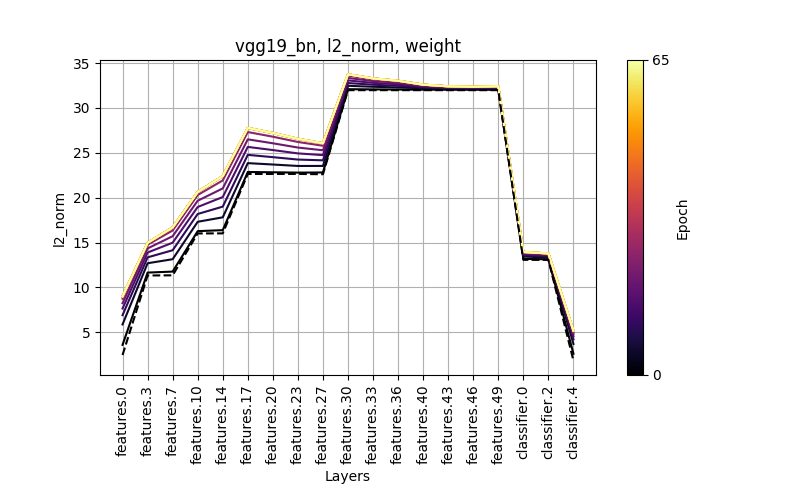 vgg19_bn, l2_norm, weight
35
30
25
20
15
10
5
l2_norm
features.0
features.3
features.7
features.10
features.14
features.17
features.20
features.23
features.27
features.30
features.33
features.36
features.40
features.43
features.46
features.49
classifier.0
classifier.2
classifier.4
Layers
65
0
Epoch